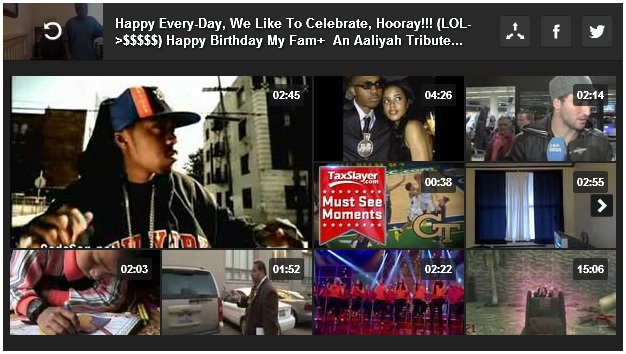 Happy Every-Day, We Like To Celebrate, Hooray!!! (LOL-
>$$$$$) Happy Birthday My Fam+ An Aaliyah Tribute...
f
02:45
04:26
02:14
TaxSlayer
.com
Must See
Moments
00:38
GT
02:55
02:03
01:52
02:22
15:06
21